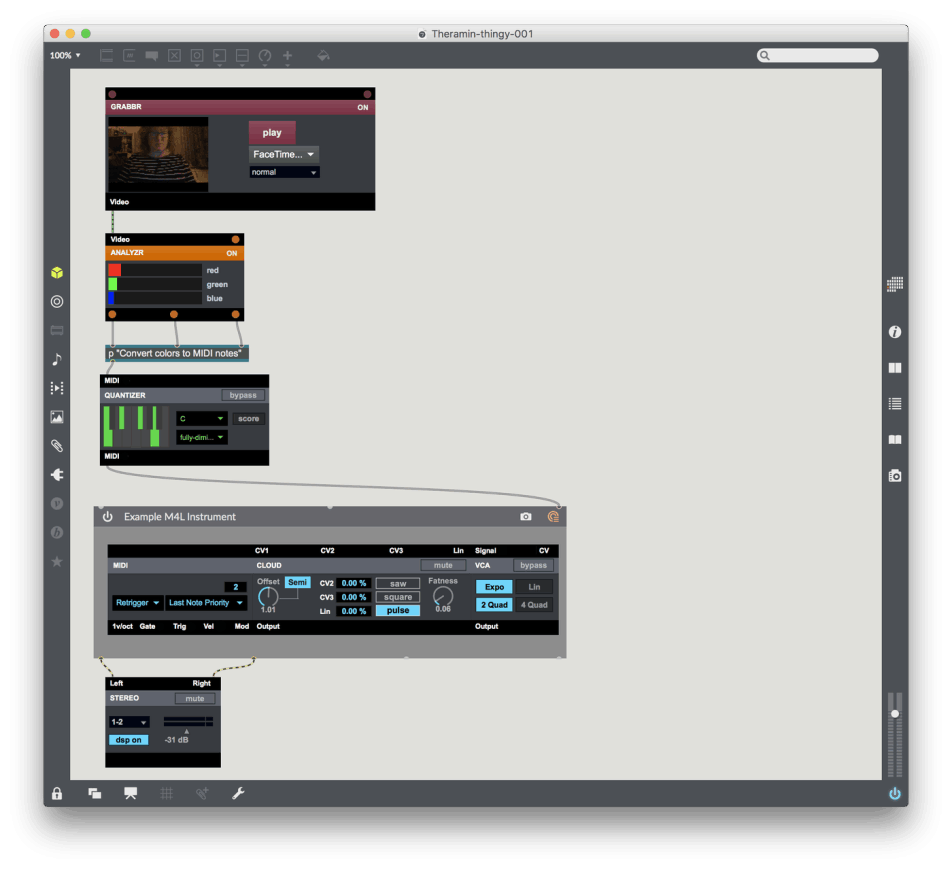 Theramin-thingy-001
100%
GRABBR
ON
play
FaceTime...
normal
Video
Video
ANALYZR
ON
red
green
blue
p "Convert colors to MIDI notes"
MIDI
QUANTIZER
bypass
C
score
fully-dimi...
MIDI
Example M4L Instrument
CV1 CV2 CV3 Lin Signal CV
MIDI CLOUD mute VCA bypass
Offset Semi CV2 0.00 % saw Fatness Expo Lin
2 CV3 0.00 % square
Retrigger Last Note Priority 1.01 Lin 0.00 % pulse 0.06 2 Quad 4 Quad
1v/oct Gate Trig Vel Mod Output Output
Left Right
STEREO mute
1-2
dsp on -31 dB